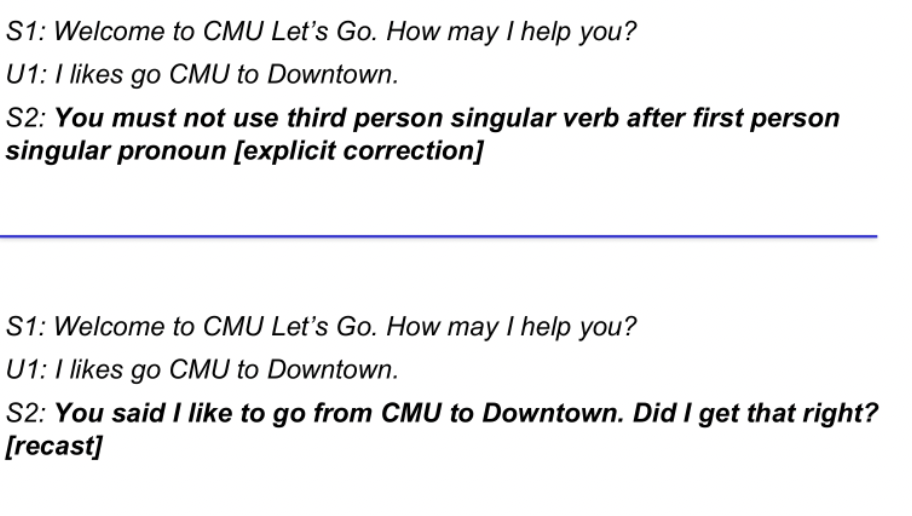 S1: Welcome to CMU Let’s Go. How may I help you?
U1: I likes go CMU to Downtown.
S2: You must not use third person singular verb after first person
singular pronoun [explicit correction]
S1: Welcome to CMU Let’s Go. How may I help you?
U1: I likes go CMU to Downtown.
S2: You said I like to go from CMU to Downtown. Did I get that right?
[recast]